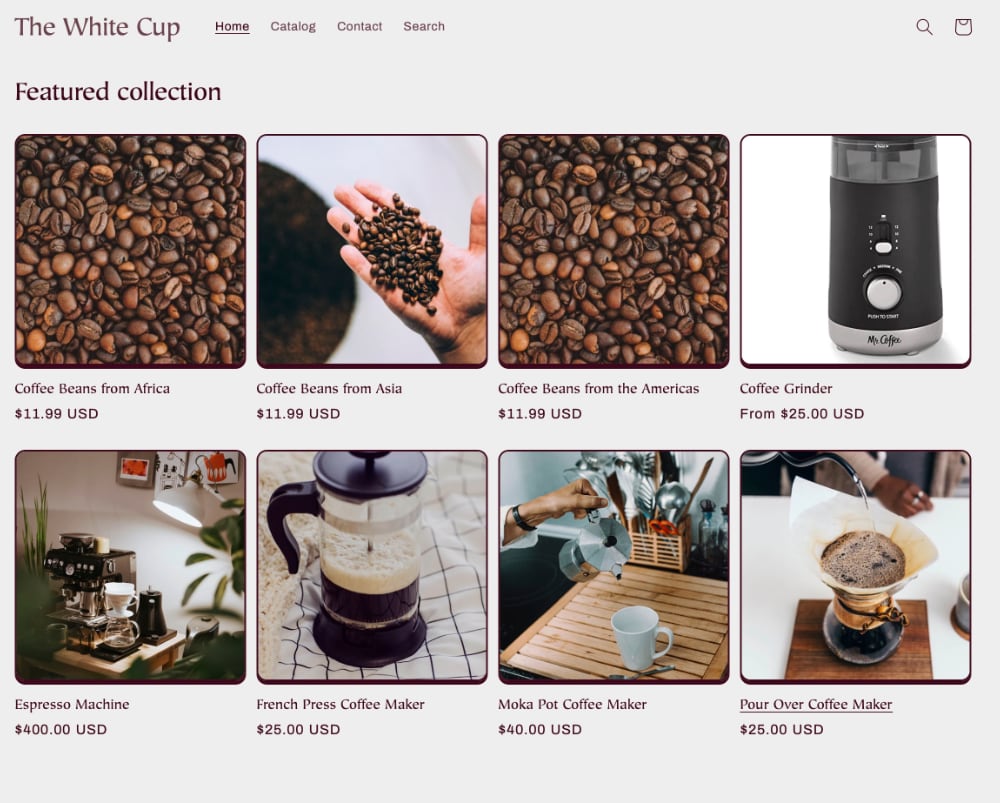 The White Cup
Home Catalog Contact Search
Featured collection
PUSH TO START
Mr. Coffee
Coffee Beans from Africa
Coffee Beans from Asia
Coffee Beans from the Americas
Coffee Grinder
$11.99 USD
$11.99 USD
$11.99 USD
From $25.00 USD
Espresso Machine
French Press Coffee Maker
Moka Pot Coffee Maker
Pour Over Coffee Maker
$400.00 USD
$25.00 USD
$40.00 USD
$25.00 USD